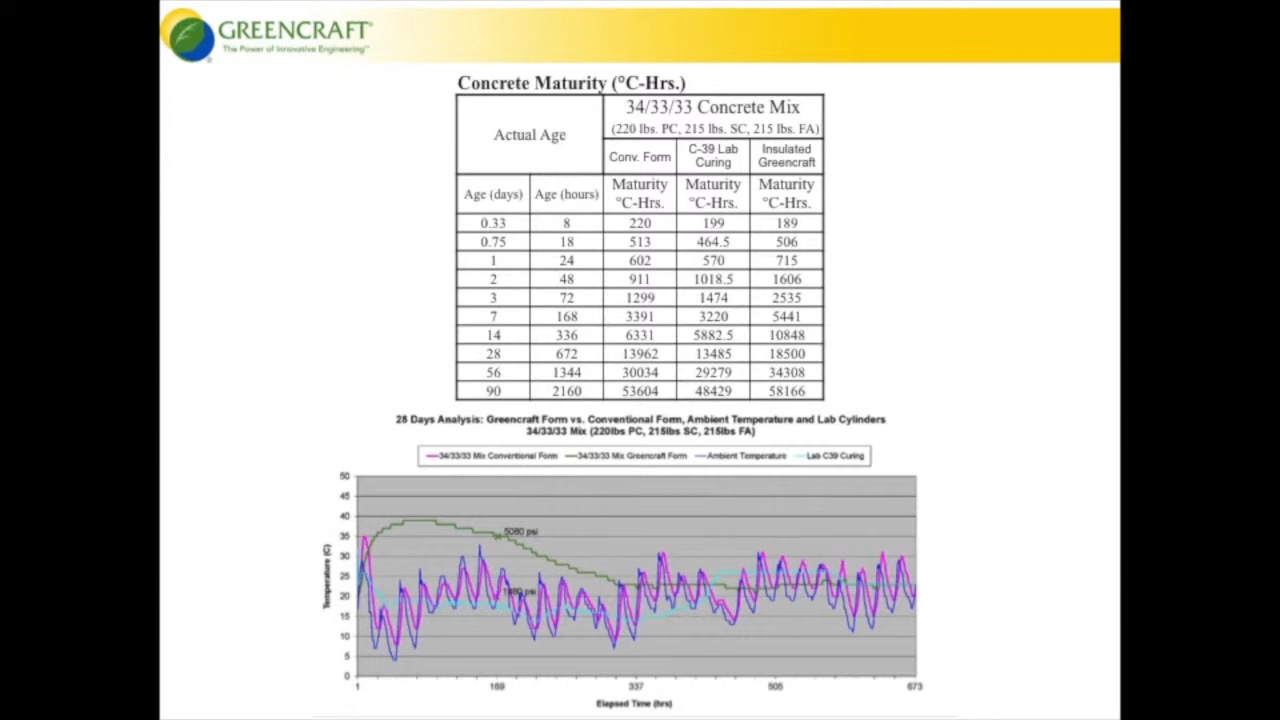 GREENCRAFT
The Power of Innovative Engineering™
Concrete Maturity (°C-Hrs.)
Actual Age
34/33/33 Concrete Mix
(220 lbs. PC, 215 lbs. SC, 215 lbs. FA)
Conv. Form
C-39 Lab Curing
Insulated Greencraft
Age (days) Age (hours) Maturity °C-Hrs. Maturity °C-Hrs. Maturity °C-Hrs.
0.33 8 220 199 189
0.75 18 513 464.5 506
1 24 602 570 715
2 48 911 1018.5 1606
3 72 1299 1474 2535
7 168 3391 3220 5441
14 336 6331 5882.5 10848
28 672 13962 13485 18500
56 1344 30034 29279 34308
90 2160 53604 48429 58166
28 Days Analysis: Greencraft Form vs. Conventional Form, Ambient Temperature and Lab Cylinders
34/33/33 Mix (220lbs PC, 215lbs SC, 215lbs FA)
34/33/33 Mix Conventional Form 34/33/33 Mix Greencraft Form Ambient Temperature Lab C39 Curing
Temperature (C)
50
45
40
35
30
25
20
15
10
5
0
5080 psi
psi
1 169 337 505 673
Elapsed Time (hrs)